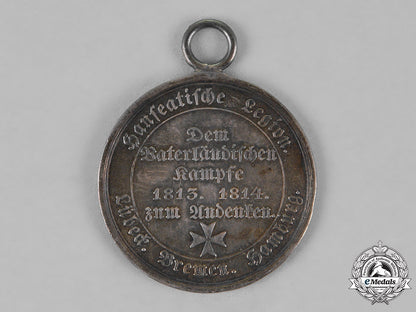 Hanseatische Legion.
Dem
Vaterländischen
Kampfe
1813. 1814.
zum Andenken.
Lübeck. Bremen. Hamburg.
eMedals